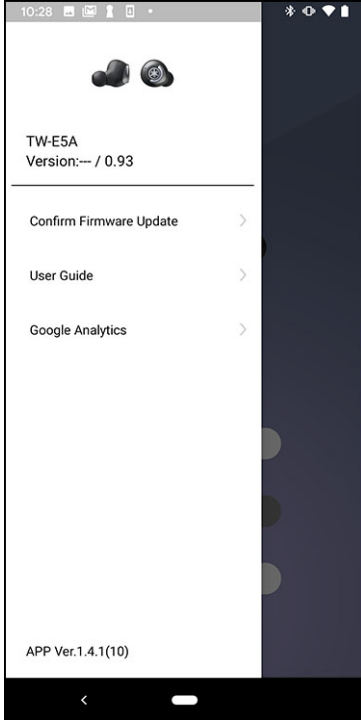 10:28
TW-E5A
Version:--- / 0.93
Confirm Firmware Update
User Guide
Google Analytics
APP Ver.1.4.1(10)